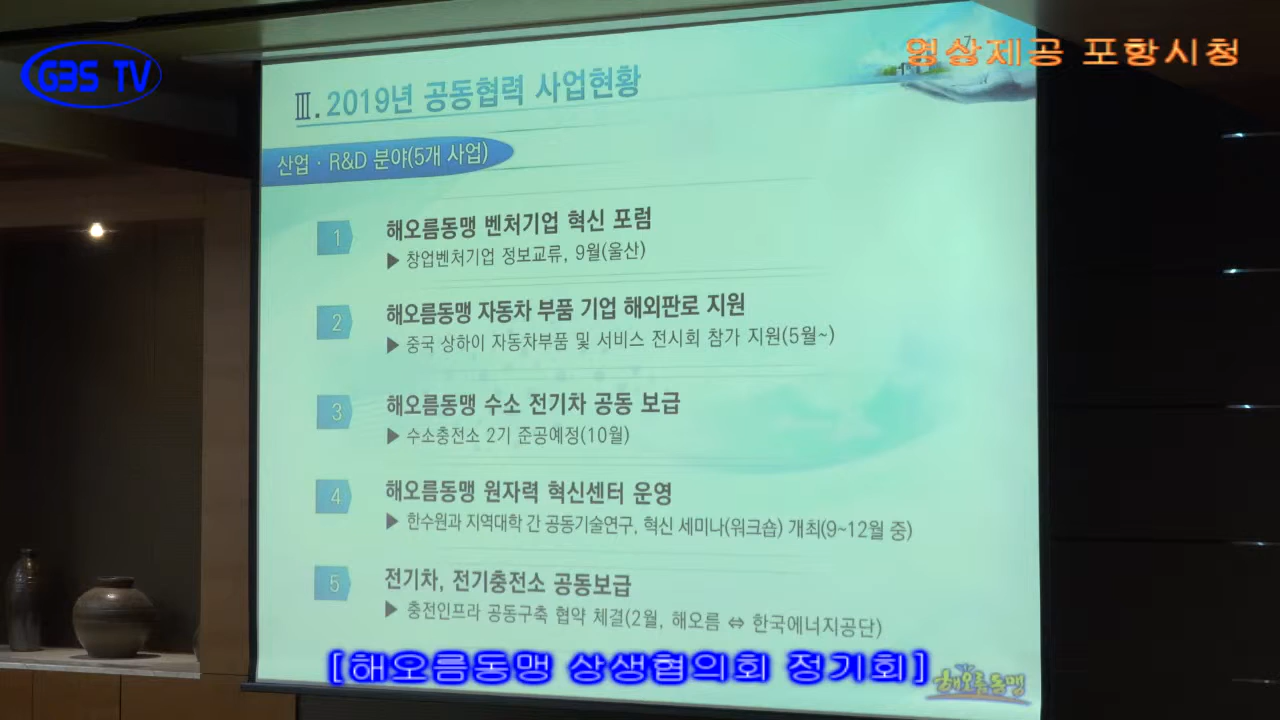 GBS TV
영상제공 포항시청
7
Ⅲ. 2019년 공동협력 사업현황
산업 · R&D 분야(5개 사업)
1 해오름동맹 벤처기업 혁신 포럼
▶ 창업벤처기업 정보교류, 9월(울산)
2 해오름동맹 자동차 부품 기업 해외판로 지원
▶ 중국 상하이 자동차부품 및 서비스 전시회 참가 지원(5월~)
3 해오름동맹 수소 전기차 공동 보급
▶ 수소충전소 2기 준공예정(10월)
4 해오름동맹 원자력 혁신센터 운영
▶ 한수원과 지역대학 간 공동기술연구, 혁신 세미나(워크숍) 개최(9~12월 중)
5 전기차, 전기충전소 공동보급
▶ 충전인프라 공동구축 협약 체결(2월, 해오름 ⇔ 한국에너지공단)
[해오름동맹 상생협의회 정기회]
해오름동맹